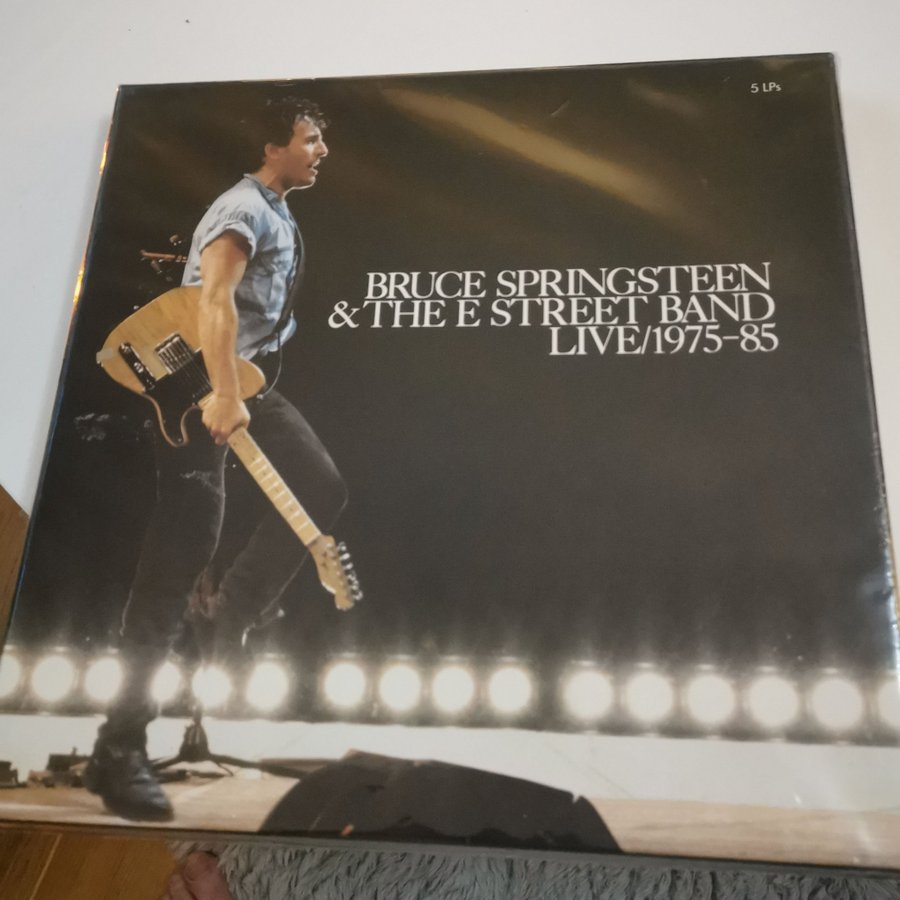 5 LPs
BRUCE SPRINGSTEEN
& THE E STREET BAND
LIVE/1975–85